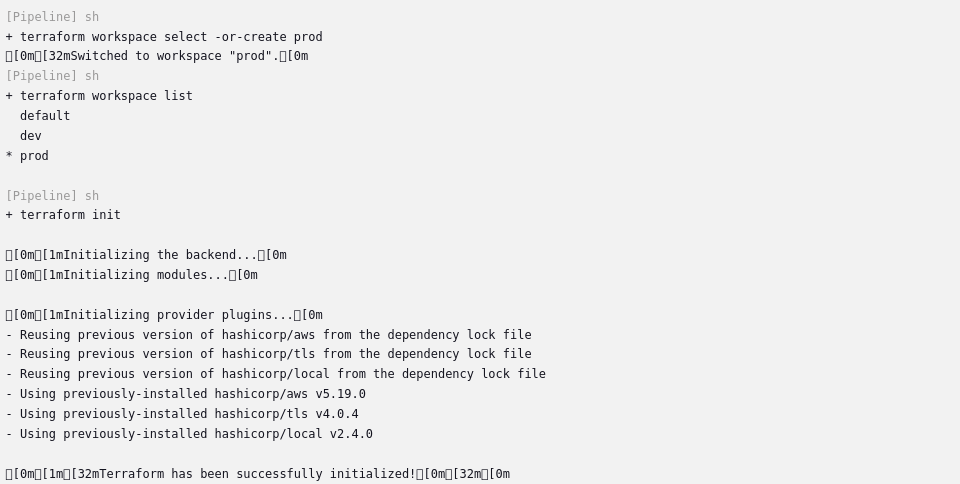 [Pipeline] sh
+ terraform workspace select -or-create prod
␛[0m␛[32mSwitched to workspace "prod".␛[0m
[Pipeline] sh
+ terraform workspace list
  default
  dev
* prod
[Pipeline] sh
+ terraform init
␛[0m␛[1mInitializing the backend...␛[0m
␛[0m␛[1mInitializing modules...␛[0m
␛[0m␛[1mInitializing provider plugins...␛[0m
- Reusing previous version of hashicorp/aws from the dependency lock file
- Reusing previous version of hashicorp/tls from the dependency lock file
- Reusing previous version of hashicorp/local from the dependency lock file
- Using previously-installed hashicorp/aws v5.19.0
- Using previously-installed hashicorp/tls v4.0.4
- Using previously-installed hashicorp/local v2.4.0
␛[0m␛[1m␛[32mTerraform has been successfully initialized!␛[0m␛[32m␛[0m